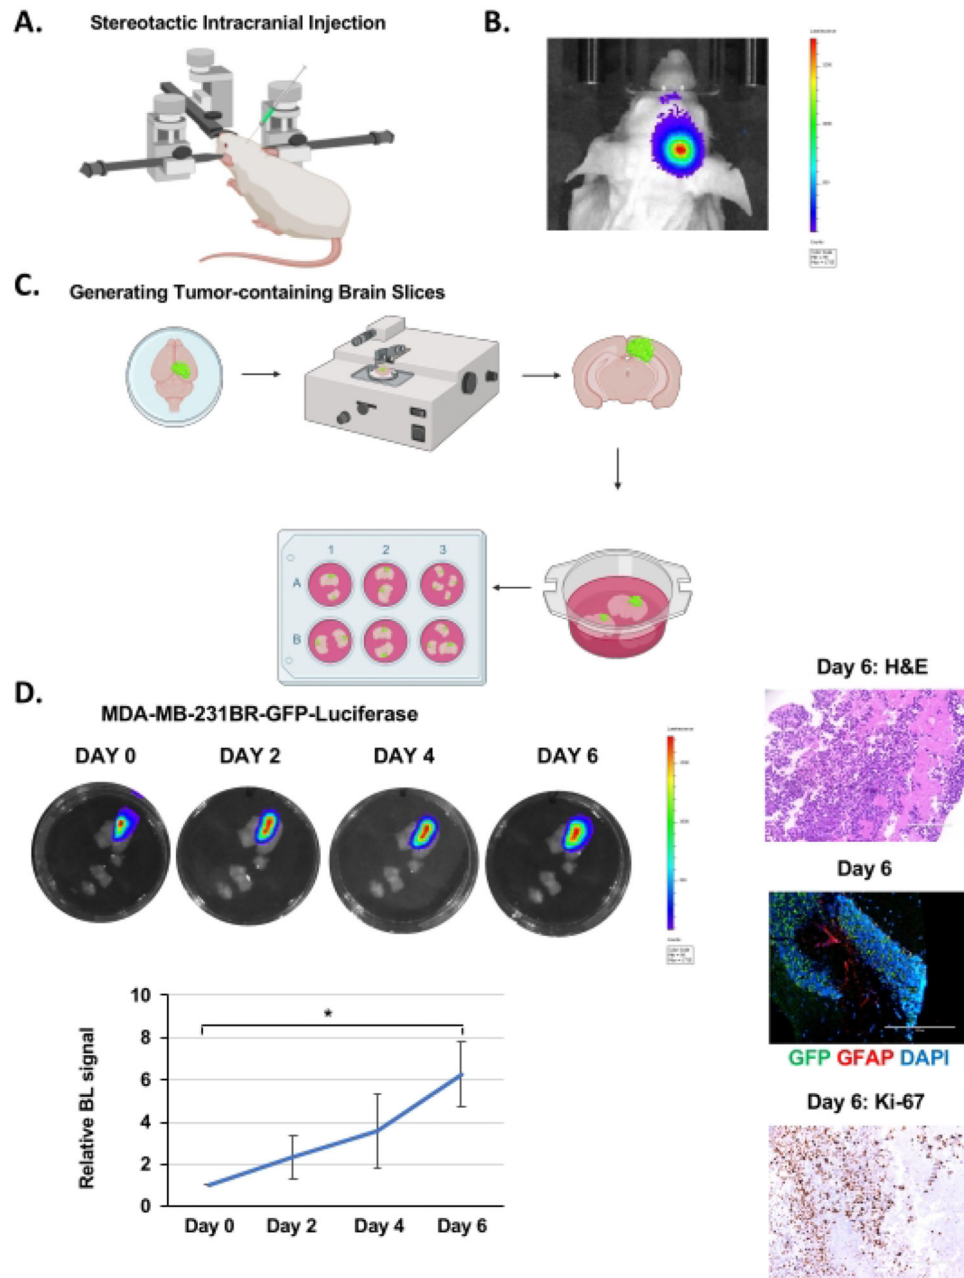 A.
Stereotactic Intracranial Injection
B.
C.
Generating Tumor-containing Brain Slices
1 2 3
A
B
D.
MDA-MB-231BR-GFP-Luciferase
DAY 0 DAY 2 DAY 4 DAY 6
Day 6: H&E
Day 6
GFP GFAP DAPI
Day 6: Ki-67
10
8
6
4
2
0
*
Relative BL signal
Day 0 Day 2 Day 4 Day 6